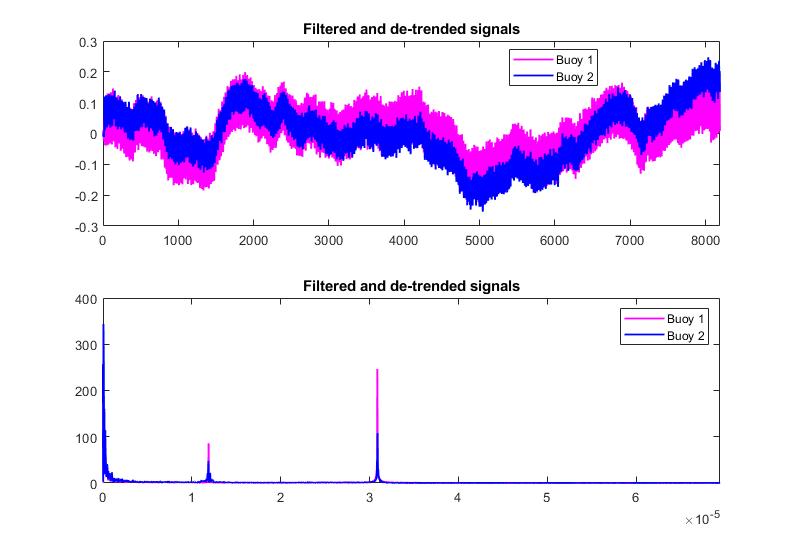 Filtered and de-trended signals
0.3
0.2
0.1
0
-0.1
-0.2
-0.3
Buoy 1
Buoy 2
0 1000 2000 3000 4000 5000 6000 7000 8000
Filtered and de-trended signals
400
300
200
100
0
Buoy 1
Buoy 2
0 1 2 3 4 5 6
×10-5